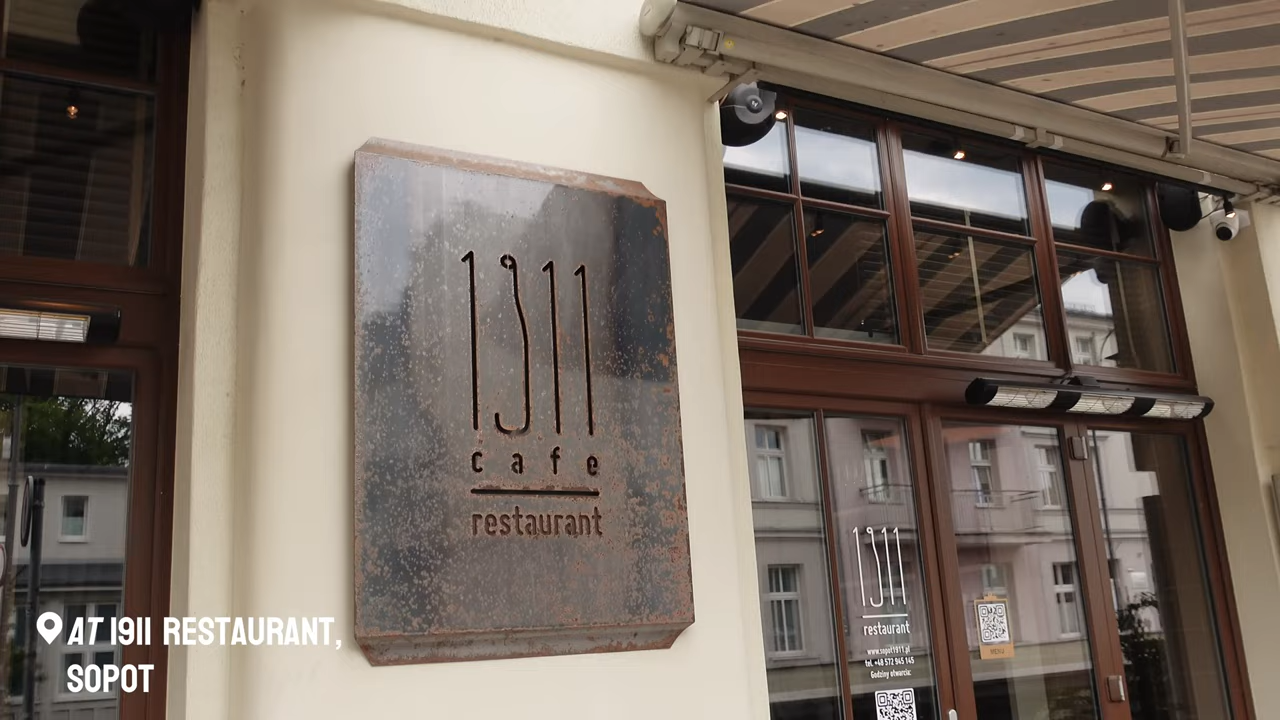 1911
cafe
restaurant
1911
restaurant
www.sopot1911.pl
tel. +48 572 945 145
Godziny otwarcia:
MENU
AT 1911 RESTAURANT,
SOPOT